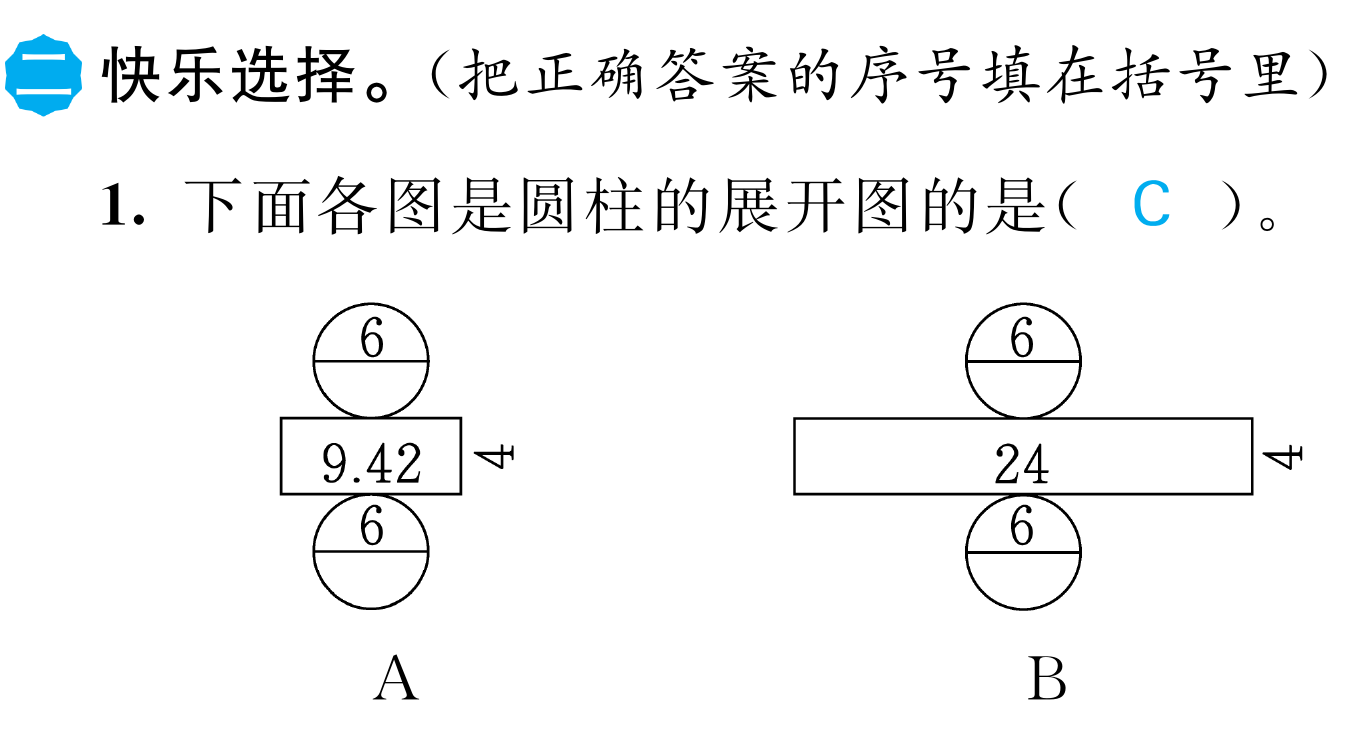 二 快乐选择。(把正确答案的序号填在括号里)
1. 下面各图是圆柱的展开图的是( C )。
6 6
9.42 4 24 4
6 6
A B